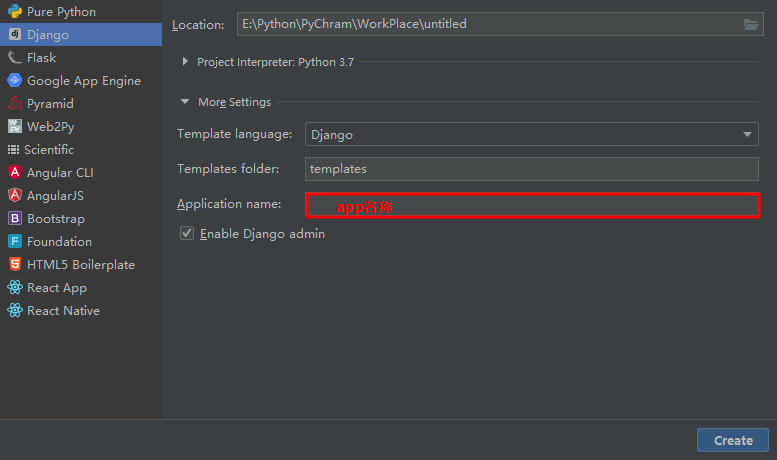 Pure Python
Django
Flask
Google App Engine
Pyramid
Web2Py
Scientific
Angular CLI
AngularJS
Bootstrap
Foundation
HTML5 Boilerplate
React App
React Native
Location: E:\Python\PyChram\WorkPlace\untitled
Project Interpreter: Python 3.7
More Settings
Template language: Django
Templates folder: templates
Application name: app名称
Enable Django admin
Create